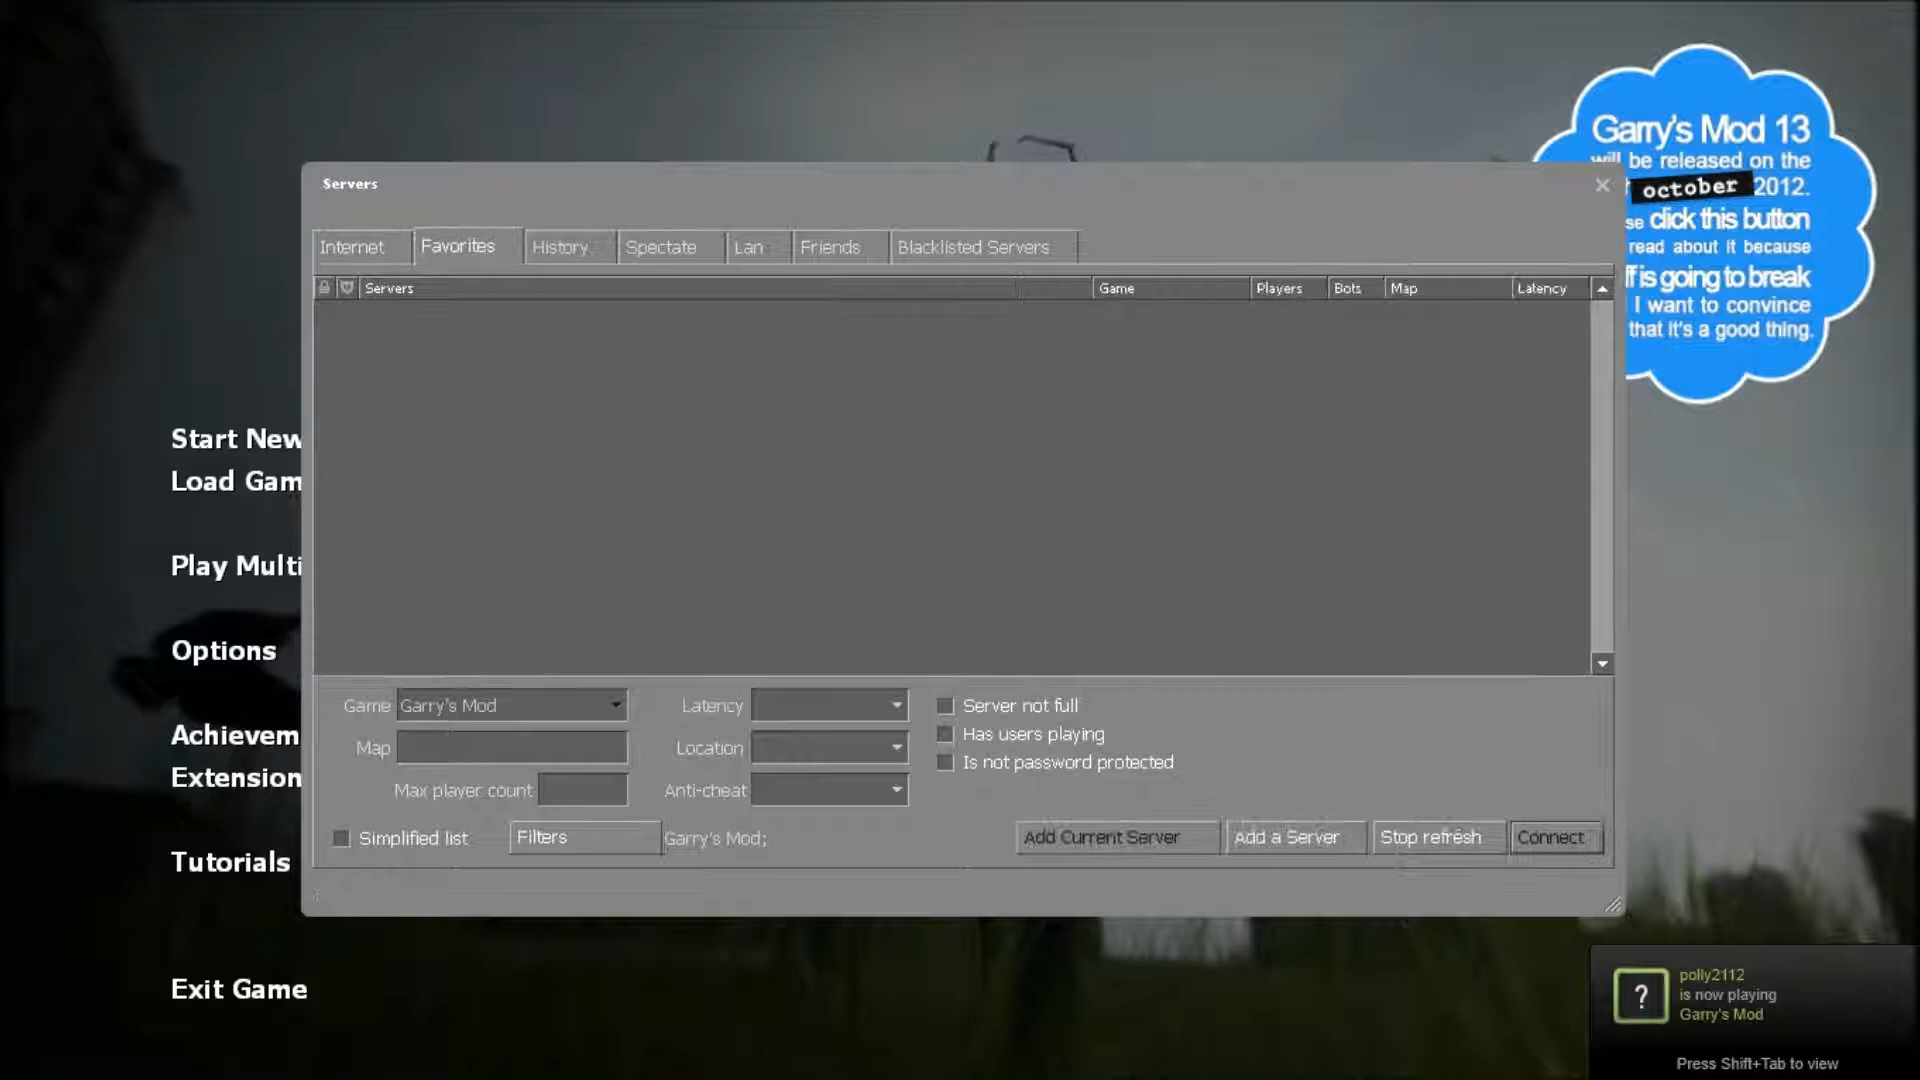 Garry's Mod 13
will be released on the
october 2012.
se click this button
read about it because
ff is going to break
I want to convince
that it's a good thing.
Servers
Internet Favorites History Spectate Lan Friends Blacklisted Servers
Servers Game Players Bots Map Latency
Start New
Load Gam
Play Multi
Options
Achievem
Extension
Tutorials
Exit Game
Game Garry's Mod Latency Server not full
Map Location Has users playing
Is not password protected
Max player count Anti-cheat
Simplified list Filters Garry's Mod; Add Current Server Add a Server Stop refresh Connect
?
polly2112
is now playing
Garry's Mod
Press Shift+Tab to view